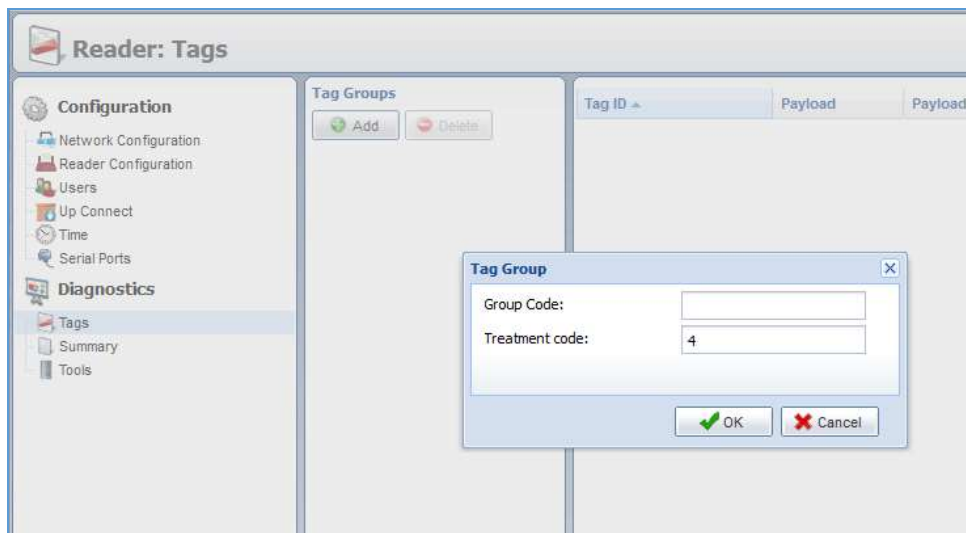 Reader: Tags
Configuration
Network Configuration
Reader Configuration
Users
Up Connect
Time
Serial Ports
Diagnostics
Tags
Summary
Tools
Tag Groups
Add Delete
Tag ID Payload Payload
Tag Group
Group Code:
Treatment code: 4
OK Cancel